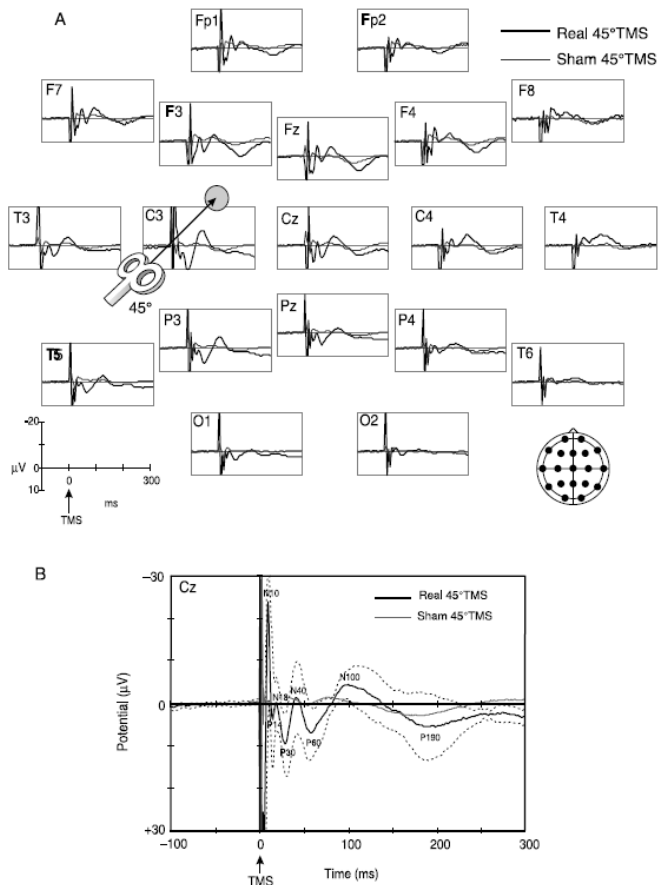 A
Fp1
Fp2
Real 45°TMS
Sham 45°TMS
F7
F3
Fz
F4
F8
T3
C3
Cz
C4
T4
45°
T5
P3
Pz
P4
T6
O1
O2
-20
μV 0
10
0
300
ms
TMS
B
Cz
Real 45°TMS
Sham 45°TMS
−30
0
+30
Potential (μV)
N10
P14
N18
P30
N40
P60
N100
P190
−100
0
100
200
300
TMS
Time (ms)